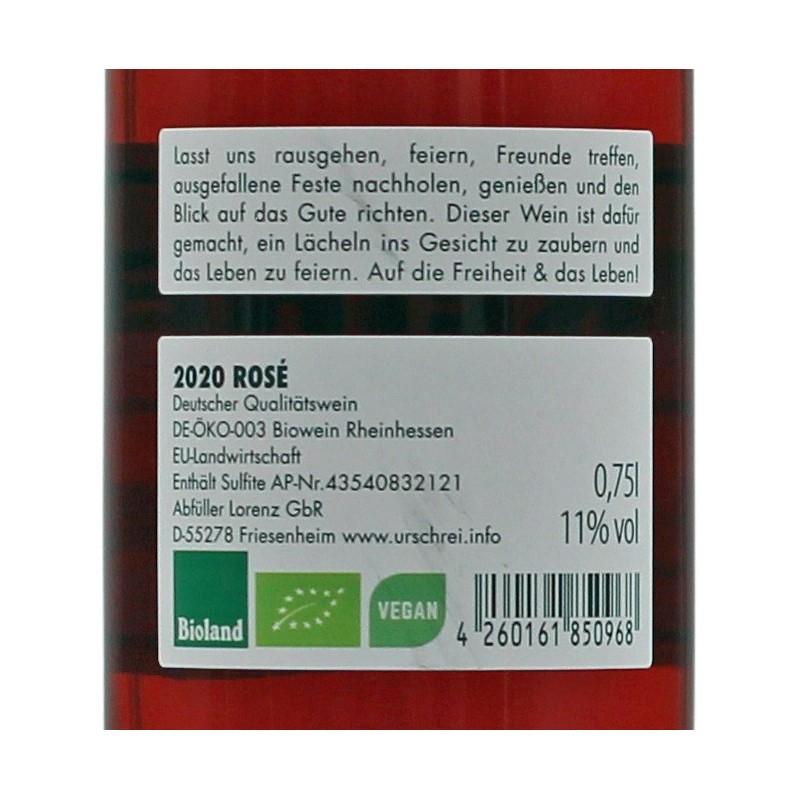 Lasst uns rausgehen, feiern, Freunde treffen,
ausgefallene Feste nachholen, genießen und den
Blick auf das Gute richten. Dieser Wein ist dafür
gemacht, ein Lächeln ins Gesicht zu zaubern und
das Leben zu feiern. Auf die Freiheit & das Leben!
2020 ROSÉ
Deutscher Qualitätswein
DE-ÖKO-003 Biowein Rheinhessen
EU-Landwirtschaft
Enthält Sulfite AP-Nr.43540832121
Abfüller Lorenz GbR
D-55278 Friesenheim www.urschrei.info
0,75l
11% vol
Bioland
VEGAN
4 260161 850968